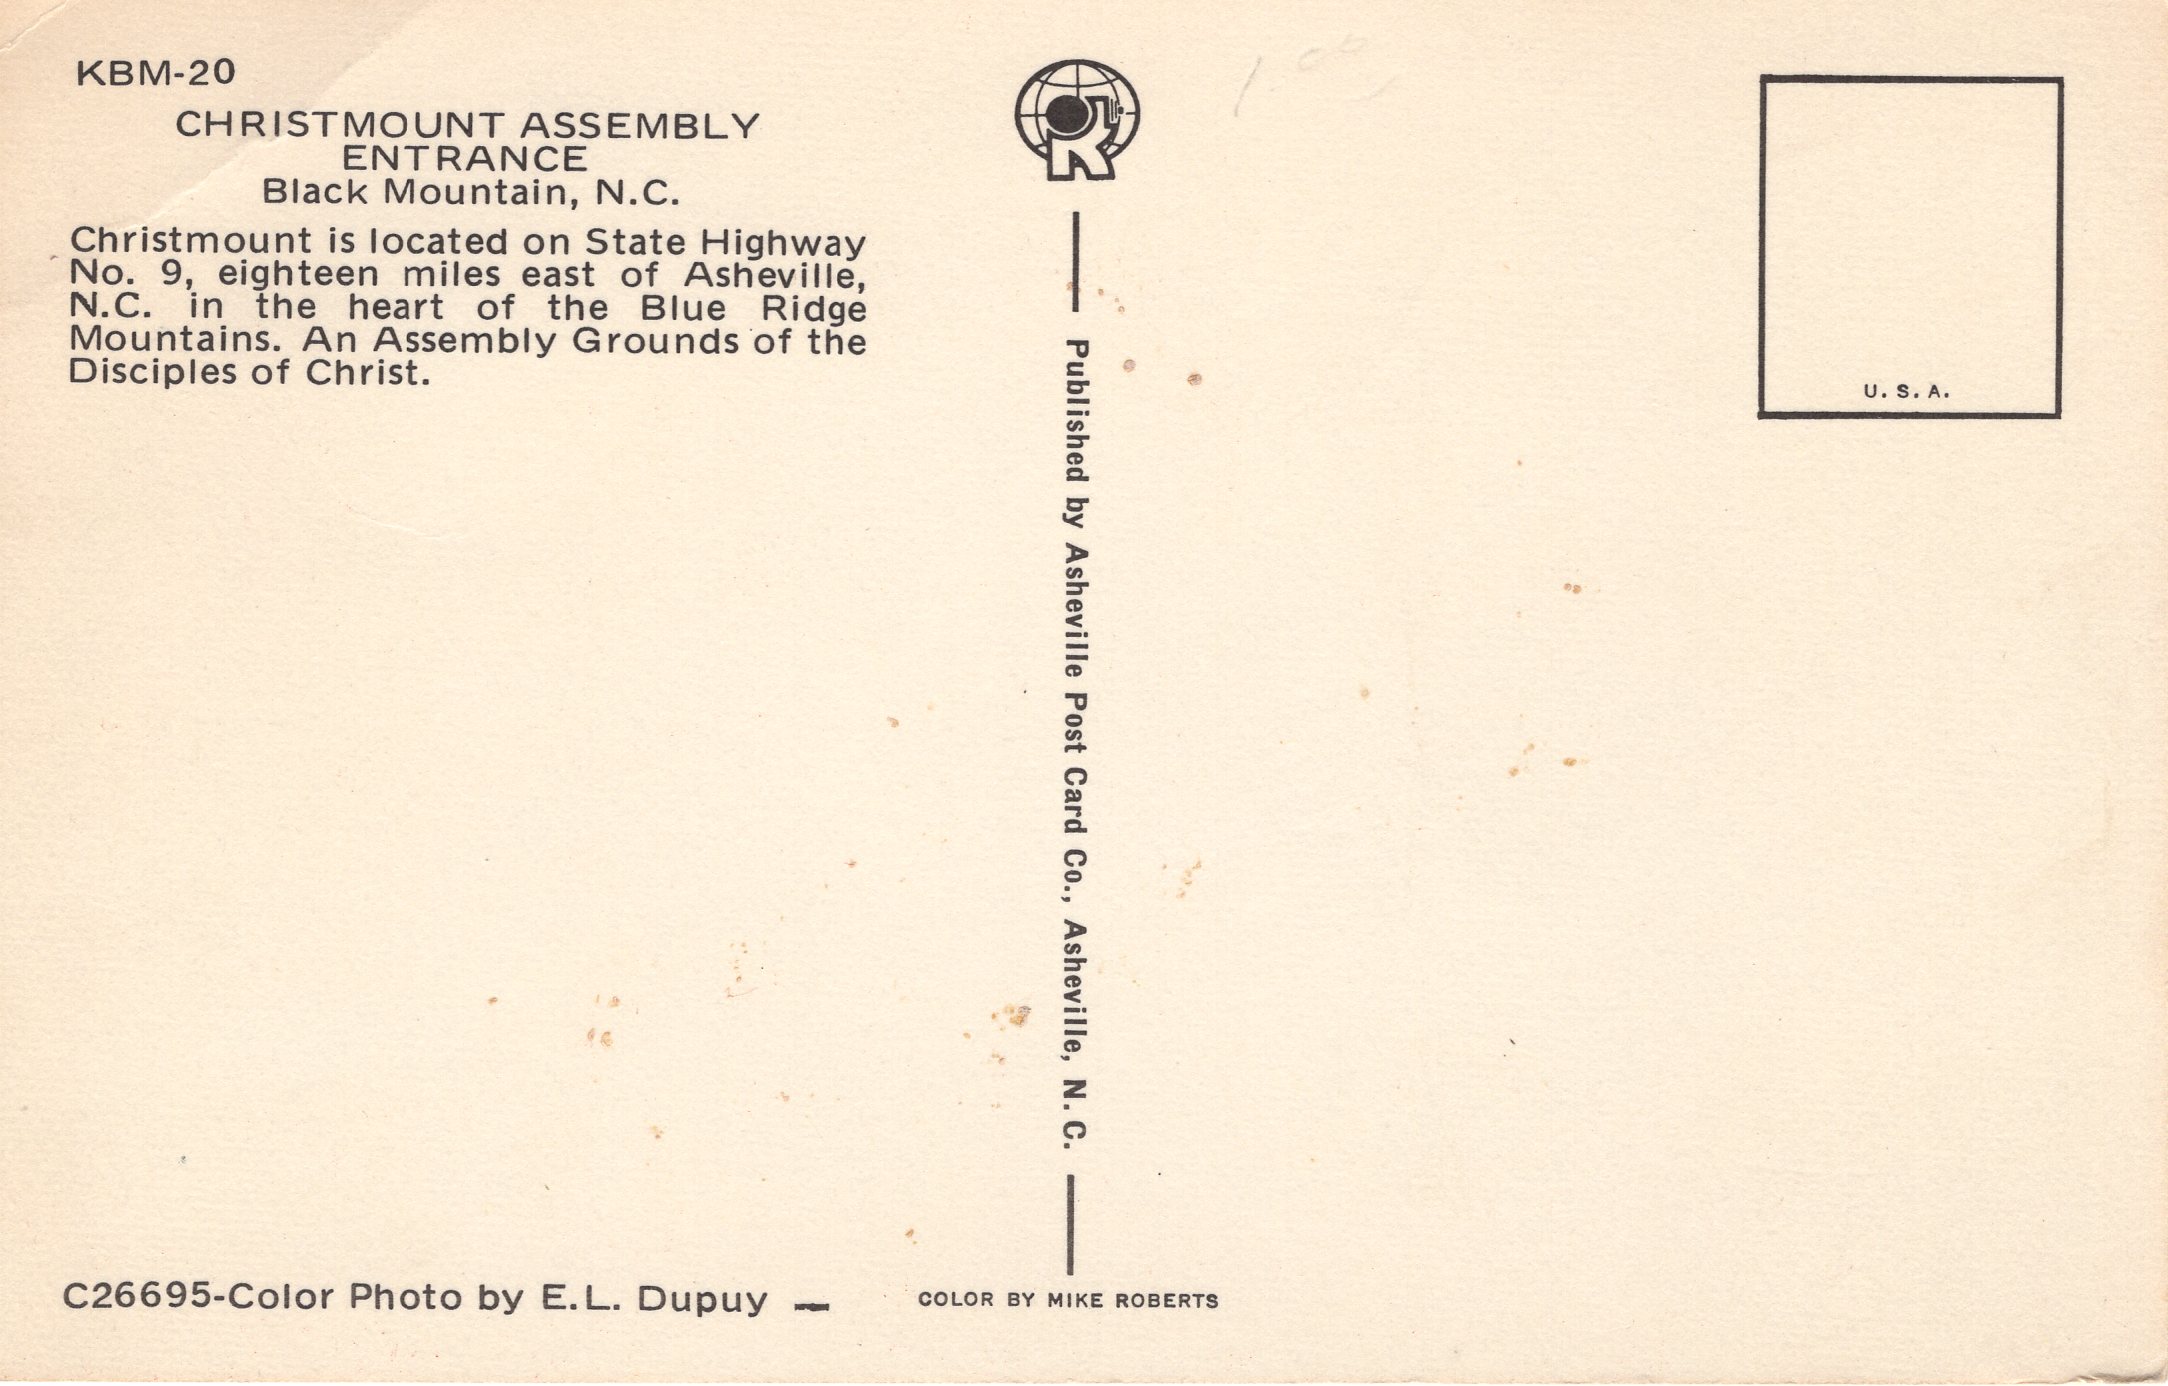 KBM-20
CHRISTMOUNT ASSEMBLY
ENTRANCE
Black Mountain, N.C.
Christmount is located on State Highway
No. 9, eighteen miles east of Asheville,
N.C. in the heart of the Blue Ridge
Mountains. An Assembly Grounds of the
Disciples of Christ.
C26695-Color Photo by E.L. Dupuy
Published by Asheville Post Card Co., Asheville, N. C.
COLOR BY MIKE ROBERTS
U. S. A.